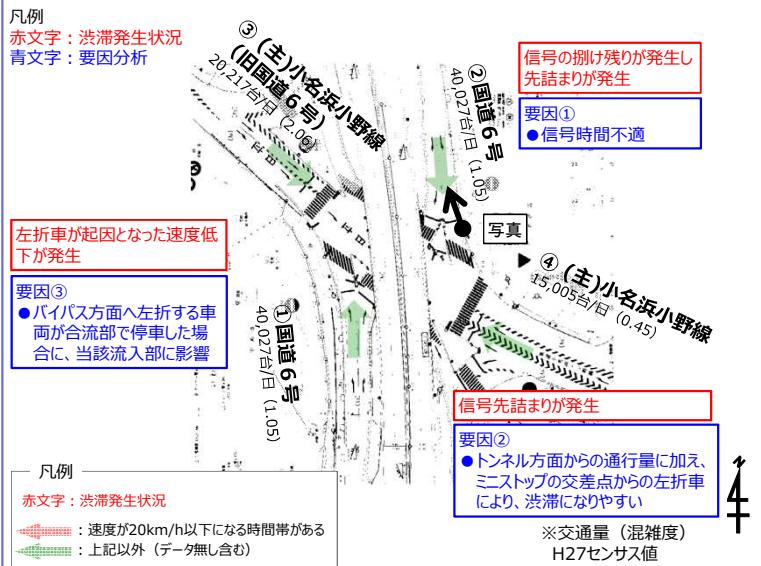 凡例
赤文字：渋滞発生状況
青文字：要因分析
③ (主)小名浜小野線
(旧国道６号)
20,217台/日（2.06）
②国道６号
40,027台/日（1.05）
信号の捌け残りが発生し
先詰まりが発生
要因①
●信号時間不適
写真
④ (主)小名浜小野線
15,005台/日（0.45）
左折車が起因となった速度低
下が発生
要因③
●バイパス方面へ左折する車
両が合流部で停車した場
合に、当該流入部に影響
①国道６号
40,027台/日（1.05）
信号先詰まりが発生
要因②
●トンネル方面からの通行量に加え、
ミニストップの交差点からの左折車
により、渋滞になりやすい
凡例
赤文字：渋滞発生状況
：速度が20km/h以下になる時間帯がある
：上記以外（データ無し含む）
※交通量（混雑度）
H27センサス値